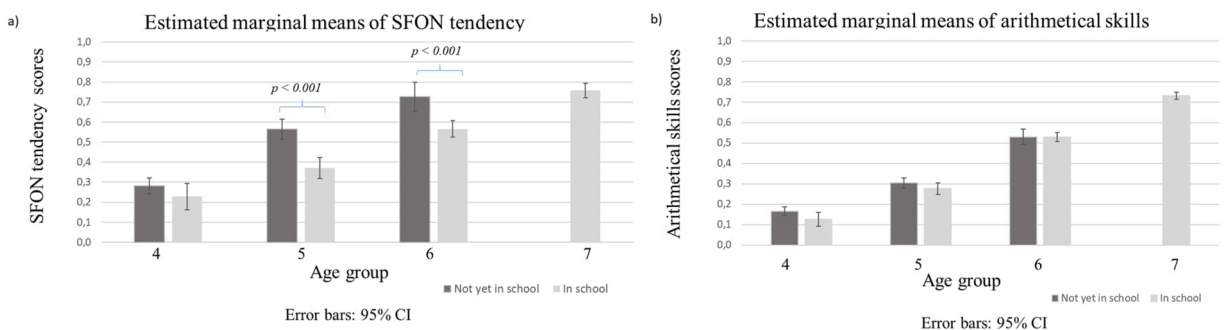 a)
Estimated marginal means of SFON tendency
SFON tendency scores
1,0
0,9
0,8
0,7
0,6
0,5
0,4
0,3
0,2
0,1
0,0
p < 0.001
p < 0.001
4 5 6 7
Age group
Not yet in school In school
Error bars: 95% CI
b)
Estimated marginal means of arithmetical skills
Arithmetical skills scores
1,0
0,9
0,8
0,7
0,6
0,5
0,4
0,3
0,2
0,1
0,0
4 5 6 7
Age group
Not yet in school In school
Error bars: 95% CI